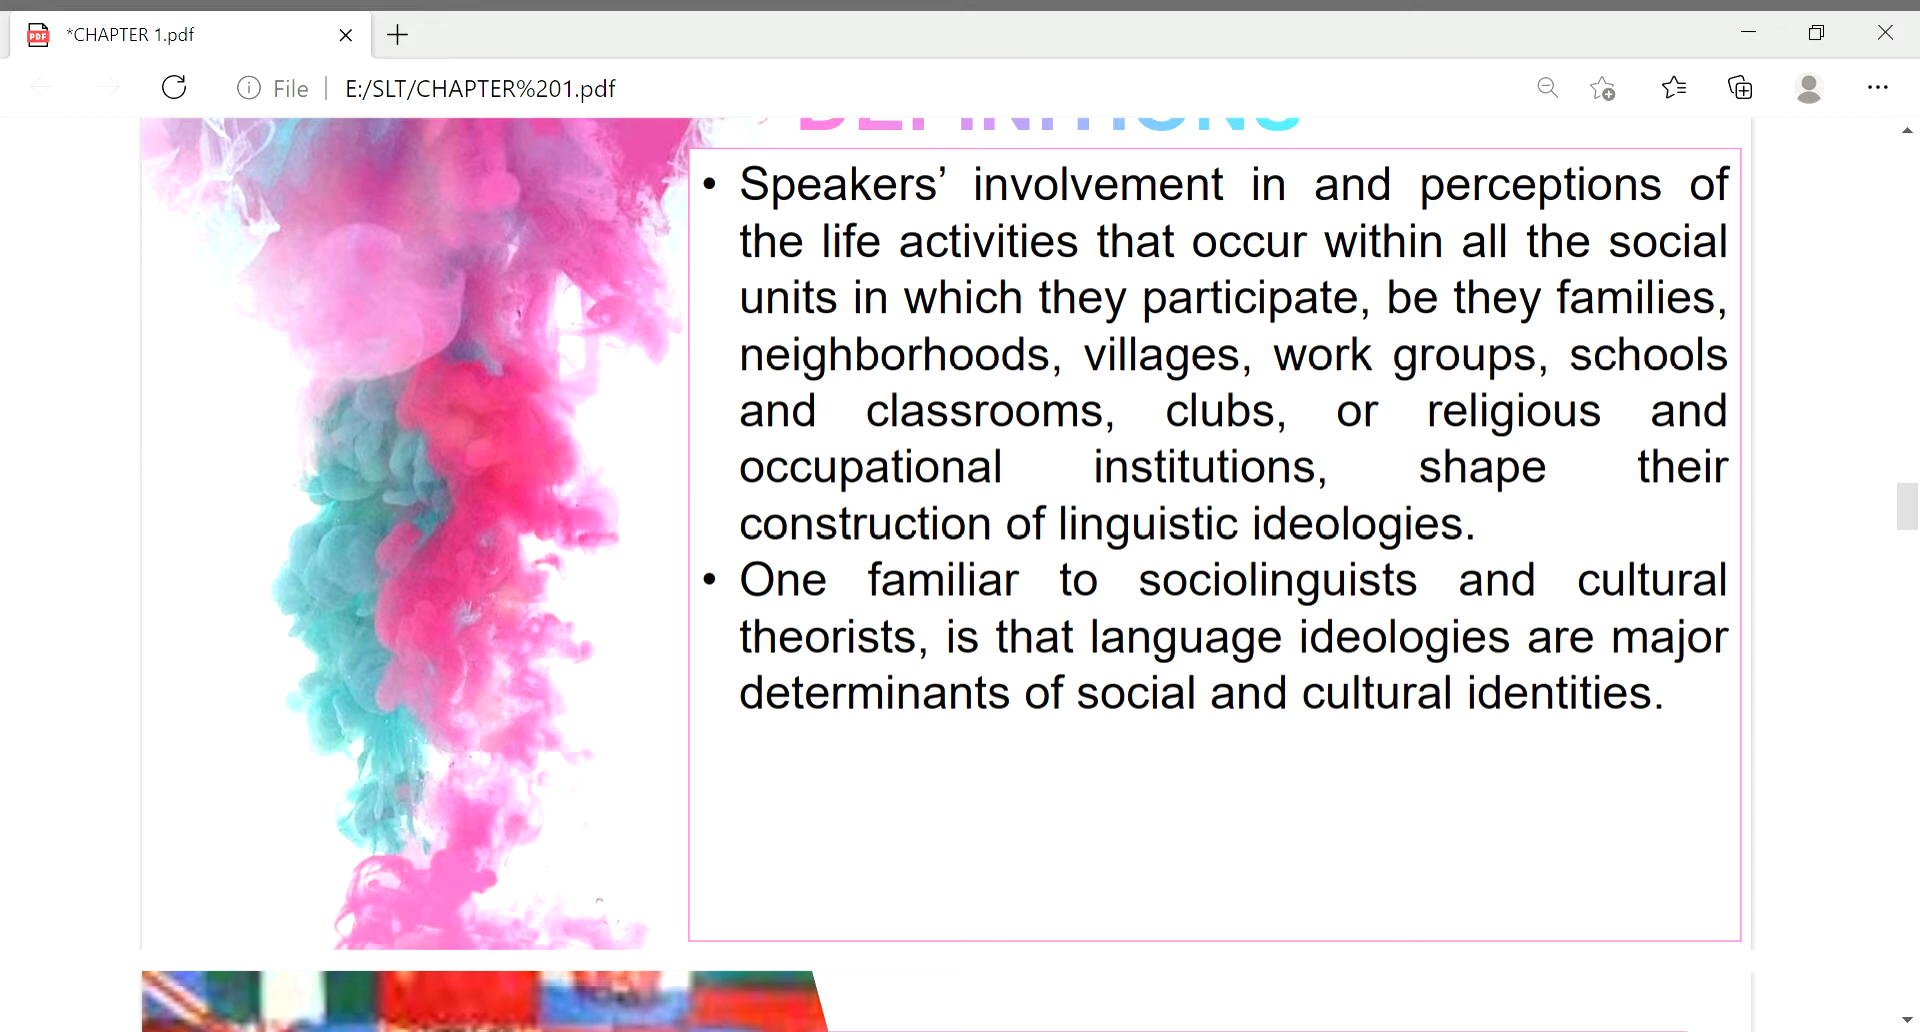 *CHAPTER 1.pdf
File | E:/SLT/CHAPTER%201.pdf
DEFINITIONS
• Speakers’ involvement in and perceptions of
the life activities that occur within all the social
units in which they participate, be they families,
neighborhoods, villages, work groups, schools
and classrooms, clubs, or religious and
occupational institutions, shape their
construction of linguistic ideologies.
• One familiar to sociolinguists and cultural
theorists, is that language ideologies are major
determinants of social and cultural identities.